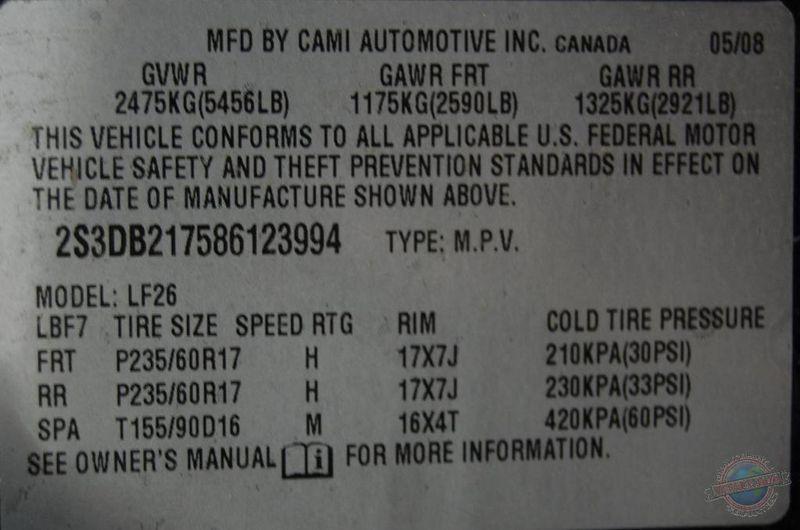 MFD BY CAMI AUTOMOTIVE INC. CANADA 05/08
GVWR GAWR FRT GAWR RR
2475KG(5456LB) 1175KG(2590LB) 1325KG(2921LB)
THIS VEHICLE CONFORMS TO ALL APPLICABLE U.S. FEDERAL MOTOR
VEHICLE SAFETY AND THEFT PREVENTION STANDARDS IN EFFECT ON
THE DATE OF MANUFACTURE SHOWN ABOVE.
2S3DB217586123994 TYPE: M.P.V.
MODEL: LF26
LBF7 TIRE SIZE SPEED RTG RIM COLD TIRE PRESSURE
FRT P235/60R17 H 17X7J 210KPA(30PSI)
RR P235/60R17 H 17X7J 230KPA(33PSI)
SPA T155/90D16 M 16X4T 420KPA(60PSI)
SEE OWNER'S MANUAL i FOR MORE INFORMATION.